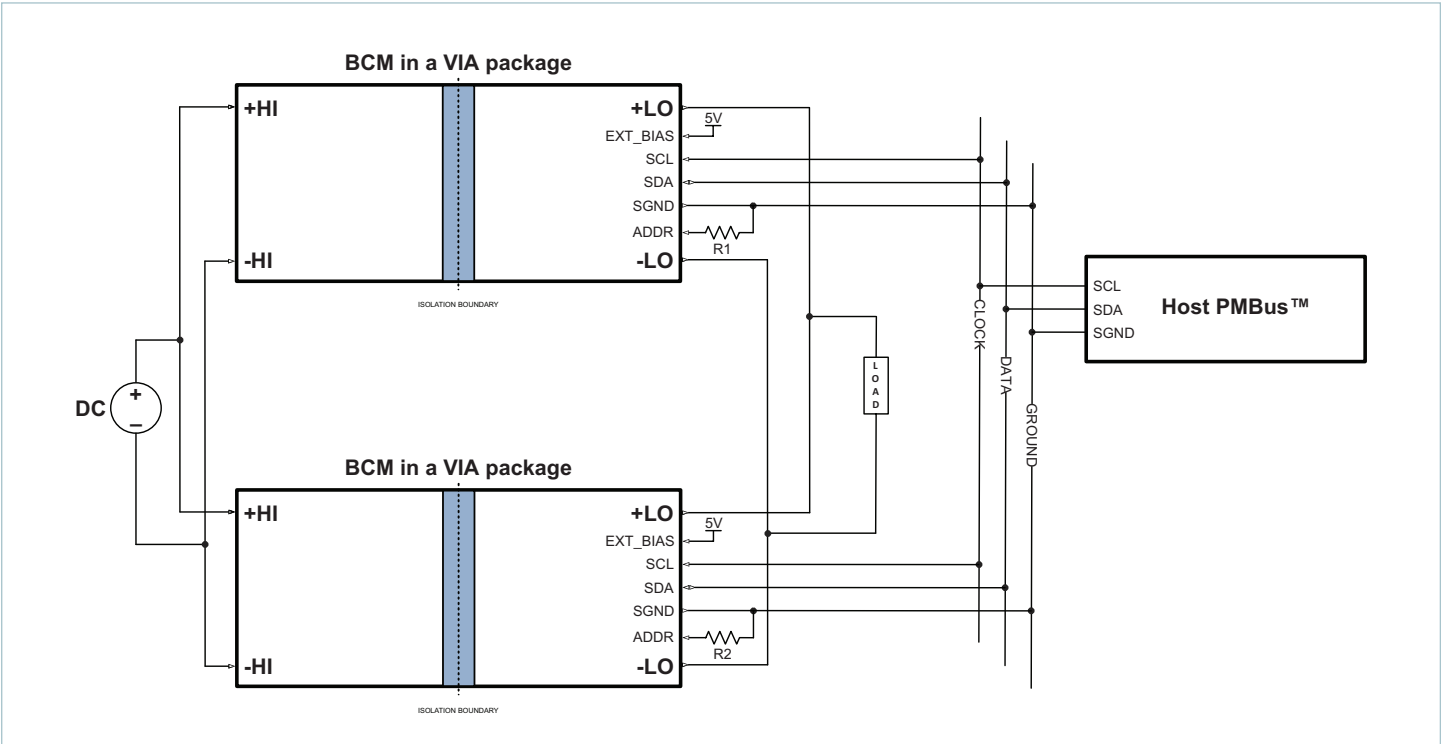 BCM in a VIA package
+HI
-HI
+LO
5V
EXT_BIAS
SCL
SDA
SGND
ADDR
R1
-LO
ISOLATION BOUNDARY
DC
+
–
LOAD
CLOCK
DATA
GROUND
SCL
SDA
SGND
Host PMBus™
BCM in a VIA package
+HI
-HI
+LO
5V
EXT_BIAS
SCL
SDA
SGND
ADDR
R2
-LO
ISOLATION BOUNDARY